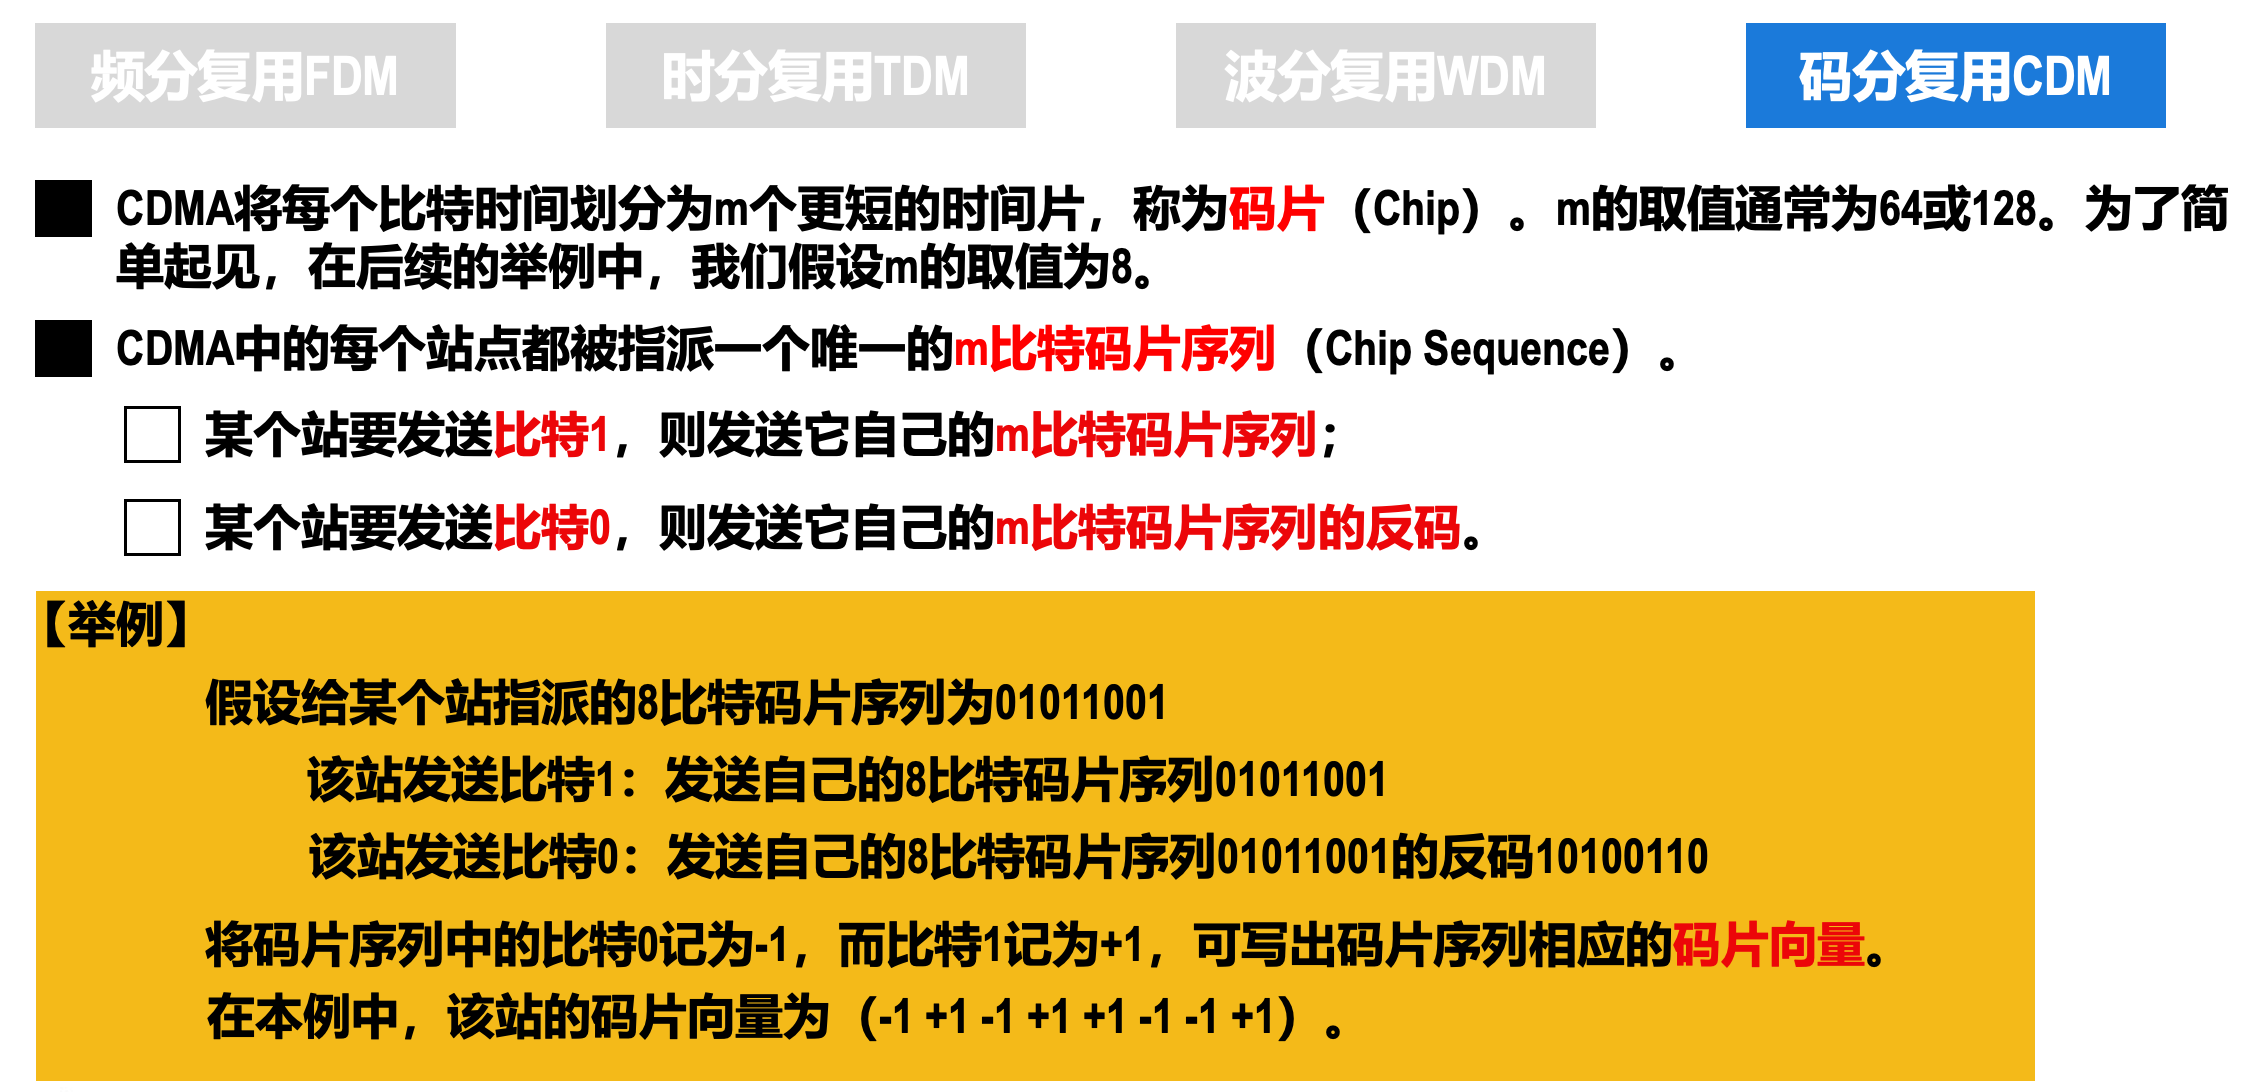 频分复用FDM 时分复用TDM 波分复用WDM 码分复用CDM
CDMA将每个比特时间划分为m个更短的时间片，称为码片（Chip）。m的取值通常为64或128。为了简
单起见，在后续的举例中，我们假设m的取值为8。
CDMA中的每个站点都被指派一个唯一的m比特码片序列（Chip Sequence）。
某个站要发送比特1，则发送它自己的m比特码片序列；
某个站要发送比特0，则发送它自己的m比特码片序列的反码。
【举例】
假设给某个站指派的8比特码片序列为01011001
该站发送比特1：发送自己的8比特码片序列01011001
该站发送比特0：发送自己的8比特码片序列01011001的反码10100110
将码片序列中的比特0记为-1，而比特1记为+1，可写出码片序列相应的码片向量。
在本例中，该站的码片向量为（-1 +1 -1 +1 +1 -1 -1 +1）。